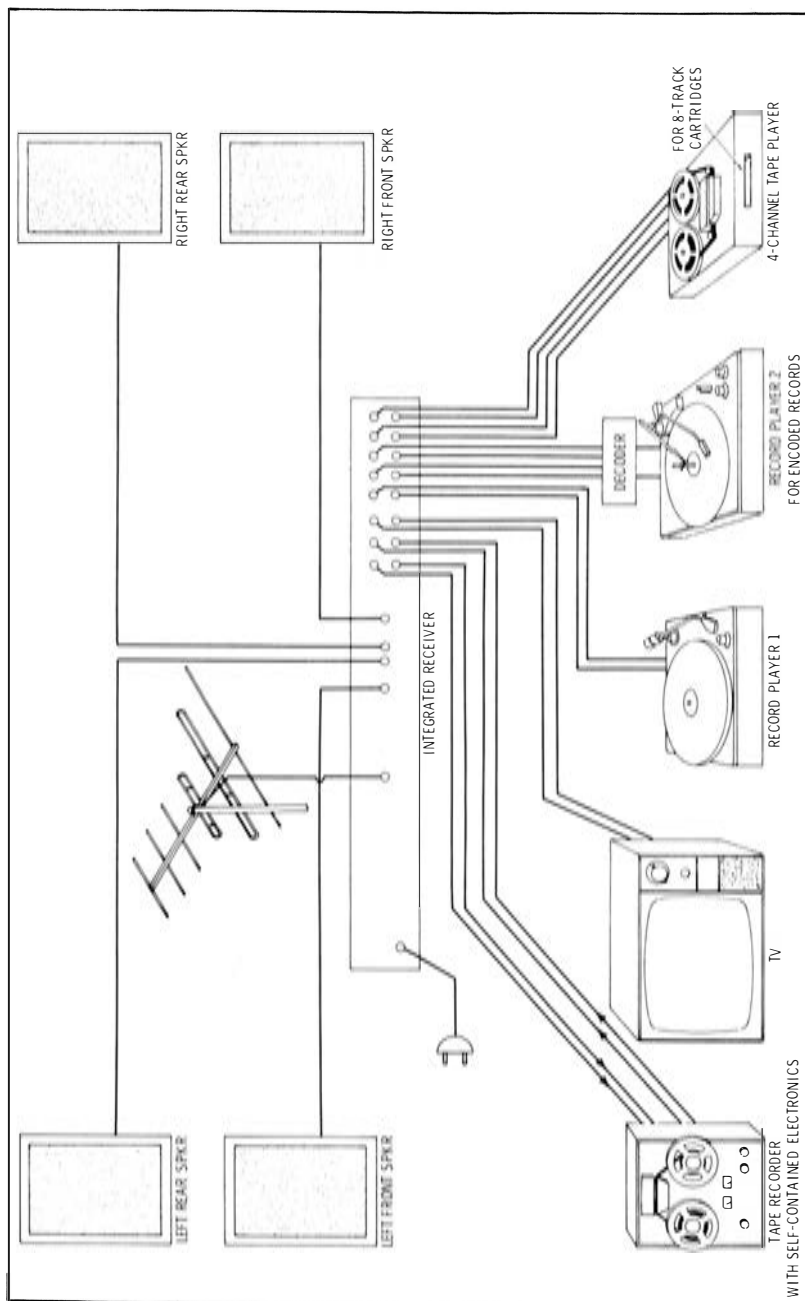 LEFT REAR SPKR
RIGHT REAR SPKR
LEFT FRONT SPKR
RIGHT FRONT SPKR
INTEGRATED RECEIVER
DECODER
FOR 8-TRACK
CARTRIDGES
TAPE RECORDER
WITH SELF-CONTAINED ELECTRONICS
TV
RECORD PLAYER 1
RECORD PLAYER 2
FOR ENCODED RECORDS
4-CHANNEL TAPE PLAYER